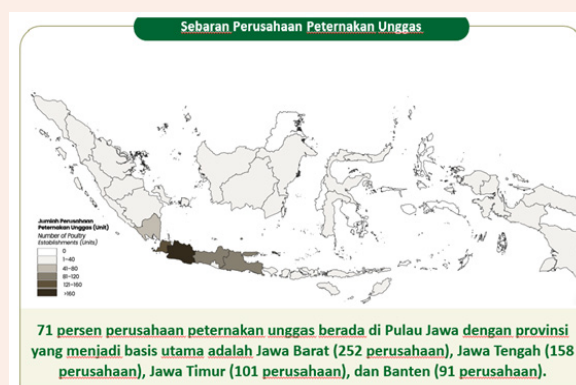 Sebaran Perusahaan Peternakan Unggas
Jumlah Perusahaan
Peternakan Unggas (Unit)
Number of Poultry
Establishments (Units)
0
1-40
41-80
81-120
121-160
>160
71 persen perusahaan peternakan unggas berada di Pulau Jawa dengan provinsi
yang menjadi basis utama adalah Jawa Barat (252 perusahaan), Jawa Tengah (158
perusahaan), Jawa Timur (101 perusahaan), dan Banten (91 perusahaan).